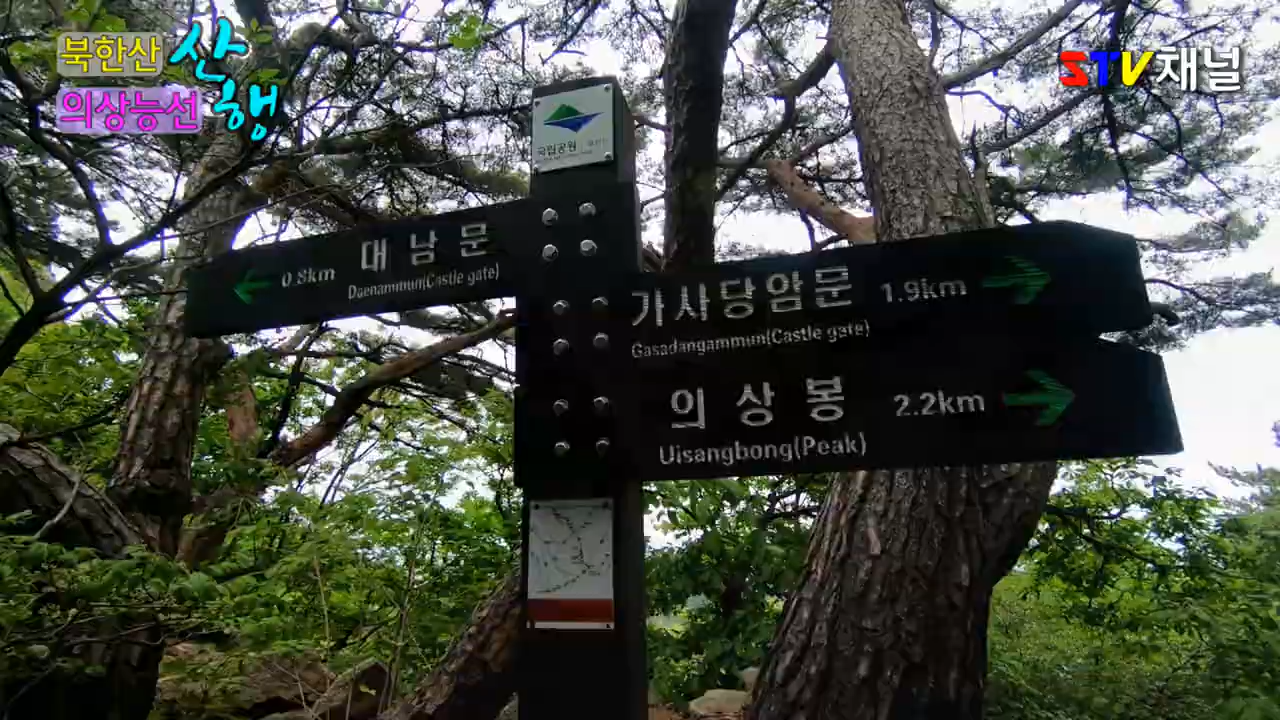 북한산 산행
의상능선
STV채널
국립공원
대남문
0.8km
Daenammun(Castle gate)
가사당암문 1.9km
Gasadangammun(Castle gate)
의상봉 2.2km
Uisangbong(Peak)